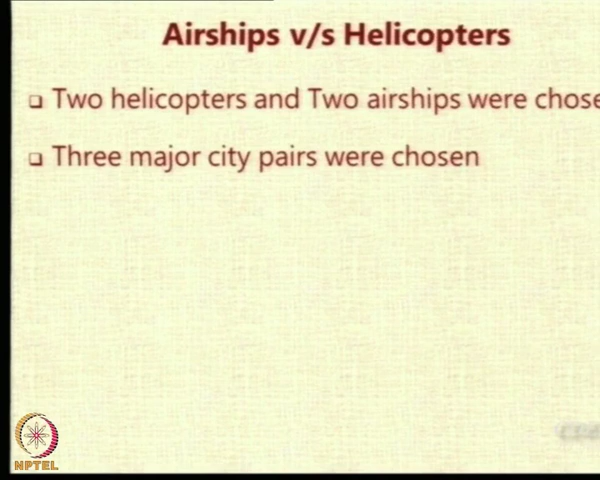 Airships v/s Helicopters
Two helicopters and Two airships were chose
Three major city pairs were chosen
NPTEL